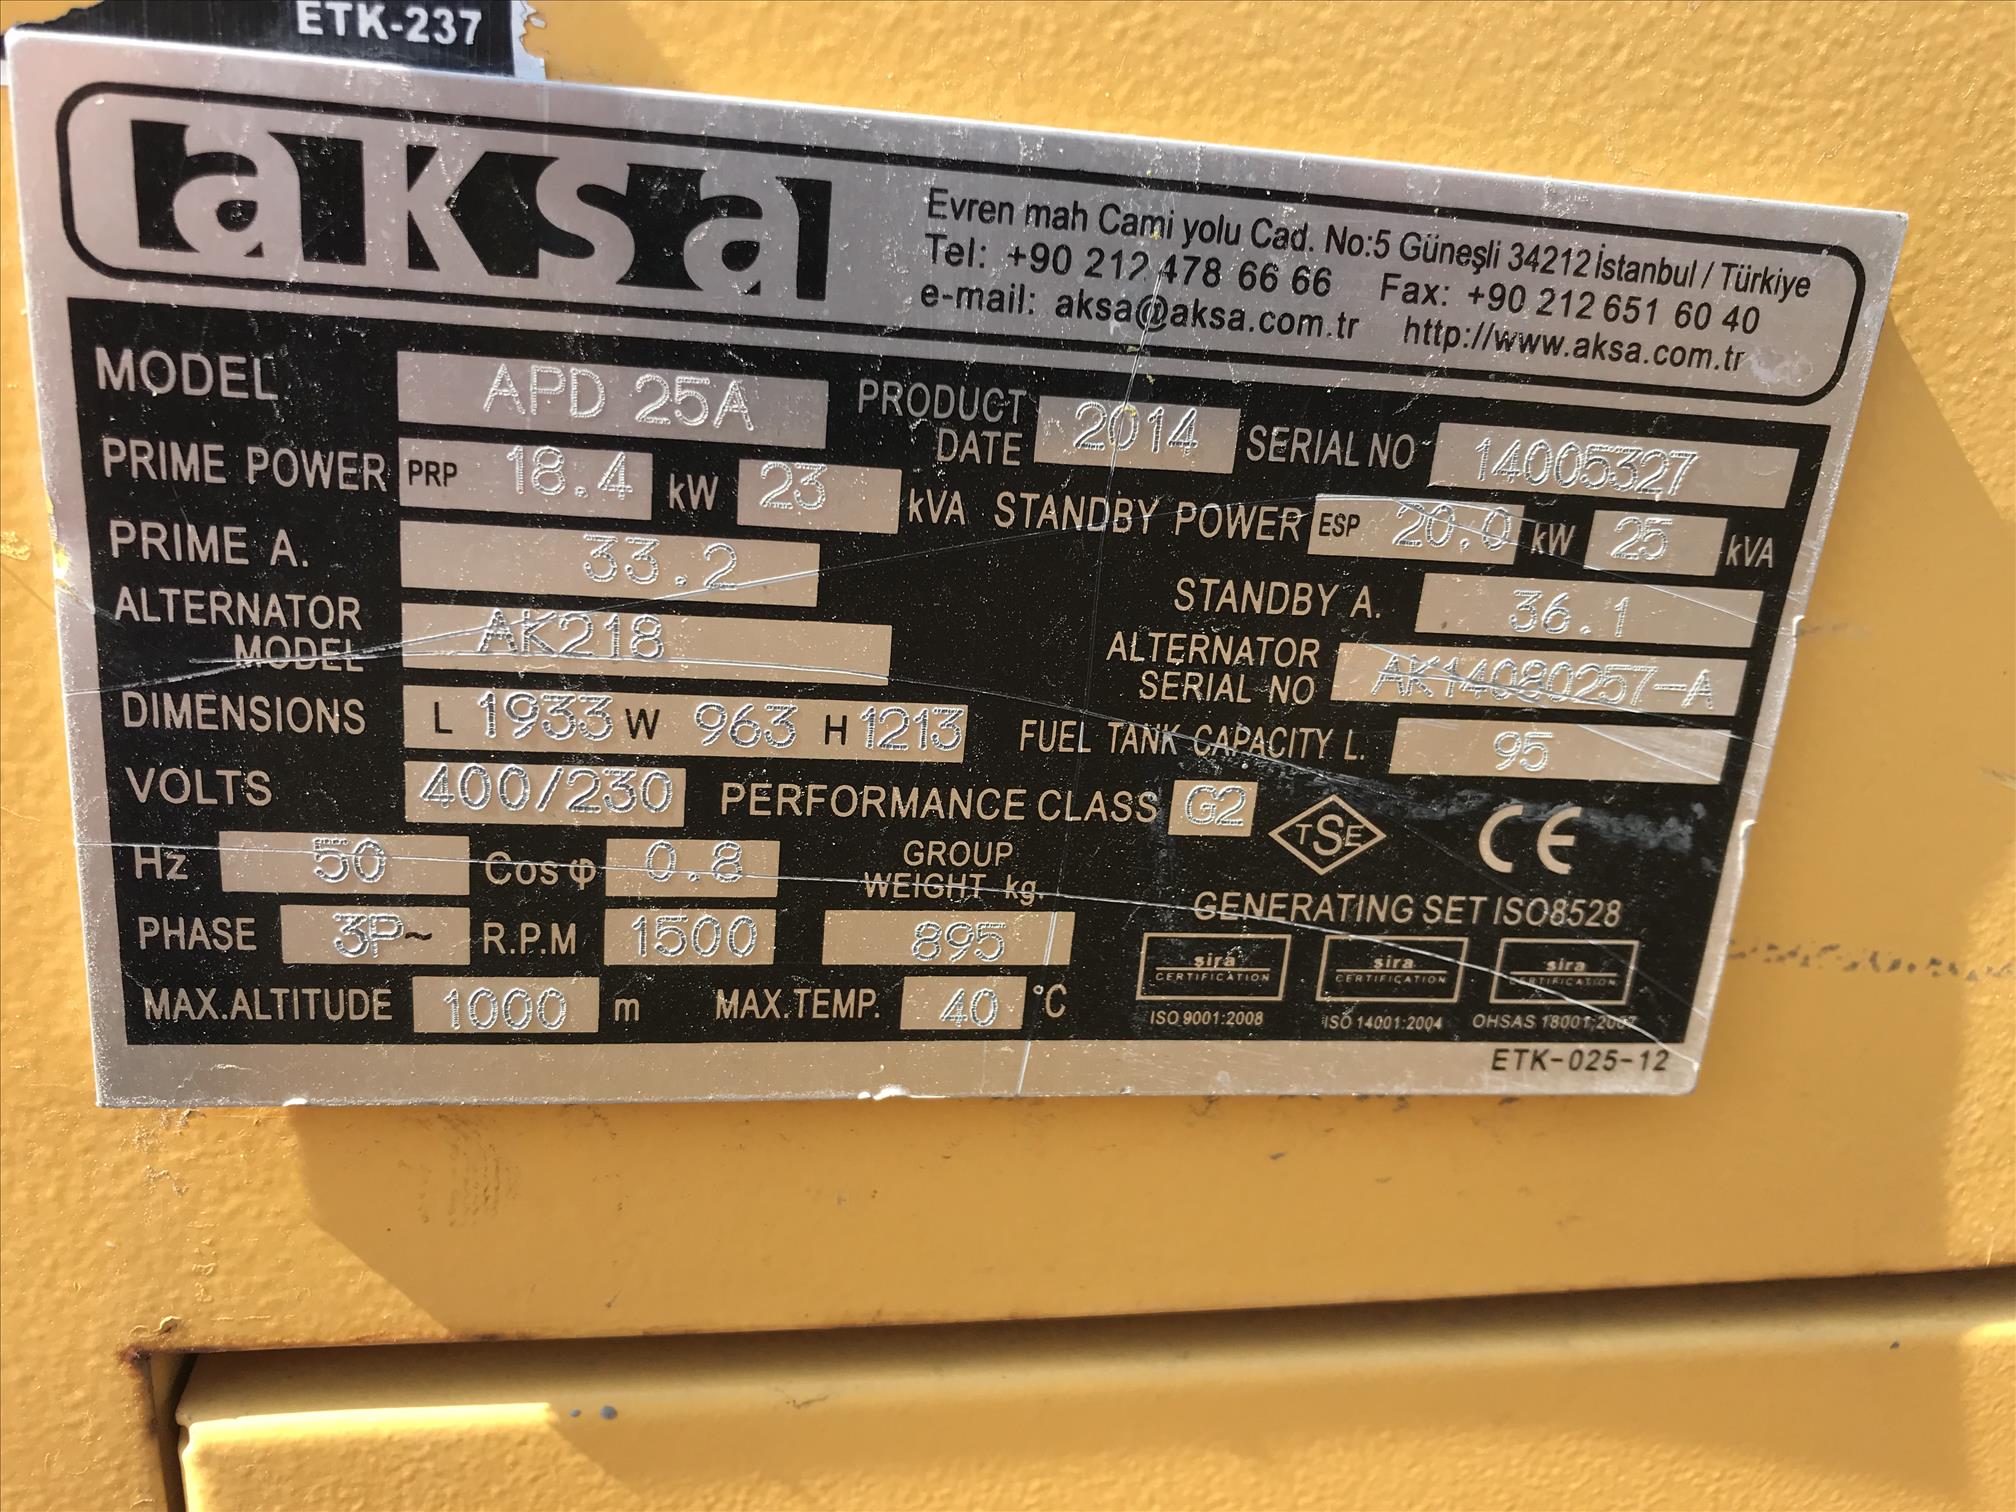 ETK-237
aksa
Evren mah Cami yolu Cad. No:5 Güneşli 34212 İstanbul / Türkiye
Tel: +90 212 478 66 66 Fax: +90 212 651 60 40
e-mail: aksa@aksa.com.tr http://www.aksa.com.tr
MODEL APD 25A PRODUCT DATE 2014 SERIAL NO 14005327
PRIME POWER PRP 18.4 kW 23 kVA STANDBY POWER ESP 20.0 kW 25 kVA
PRIME A. 33.2 STANDBY A. 36.1
ALTERNATOR MODEL AK218 ALTERNATOR SERIAL NO AK14080257-A
DIMENSIONS L 1933 W 963 H 1213 FUEL TANK CAPACITY L. 95
VOLTS 400/230 PERFORMANCE CLASS G2 TSE CE
Hz 50 Cos φ 0.8 GROUP WEIGHT kg. 895
GENERATING SET ISO8528
PHASE 3P~ R.P.M 1500
sira CERTIFICATION sira CERTIFICATION sira CERTIFICATION
ISO 9001:2008 ISO 14001:2004 OHSAS 18001:2007
MAX.ALTITUDE 1000 m MAX.TEMP. 40 °C
ETK-025-12